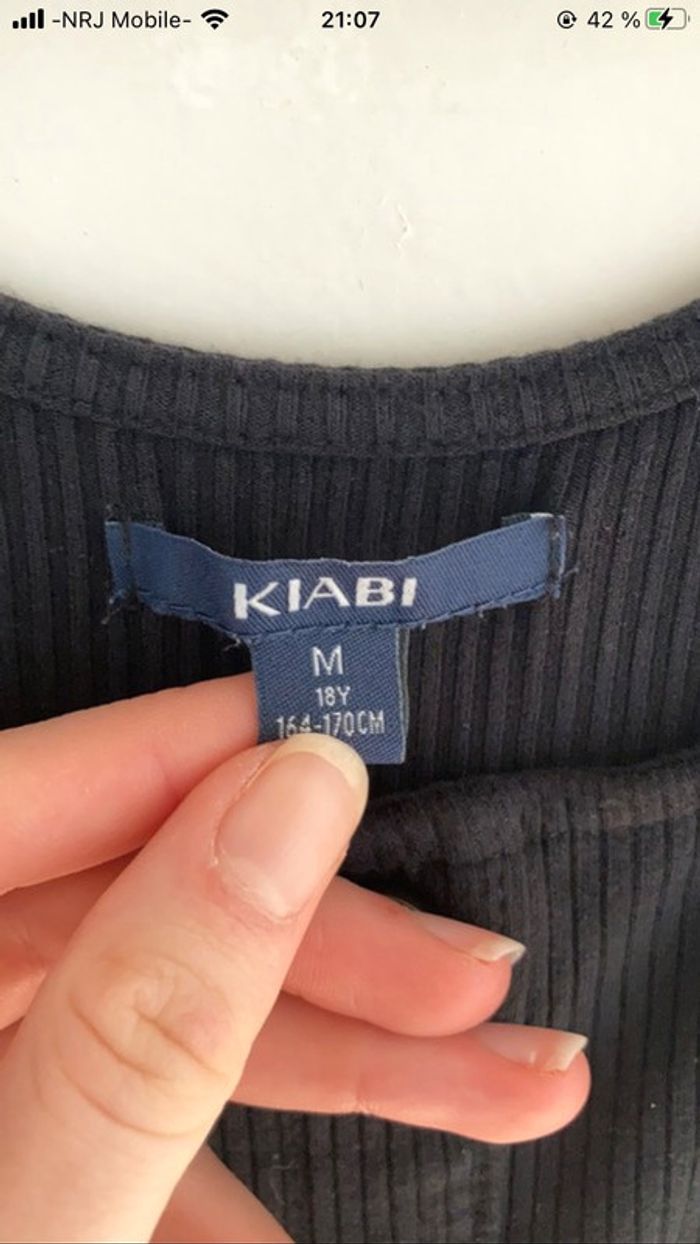 -NRJ Mobile-
21:07
42 %
KIABI
M
18Y
164-170CM